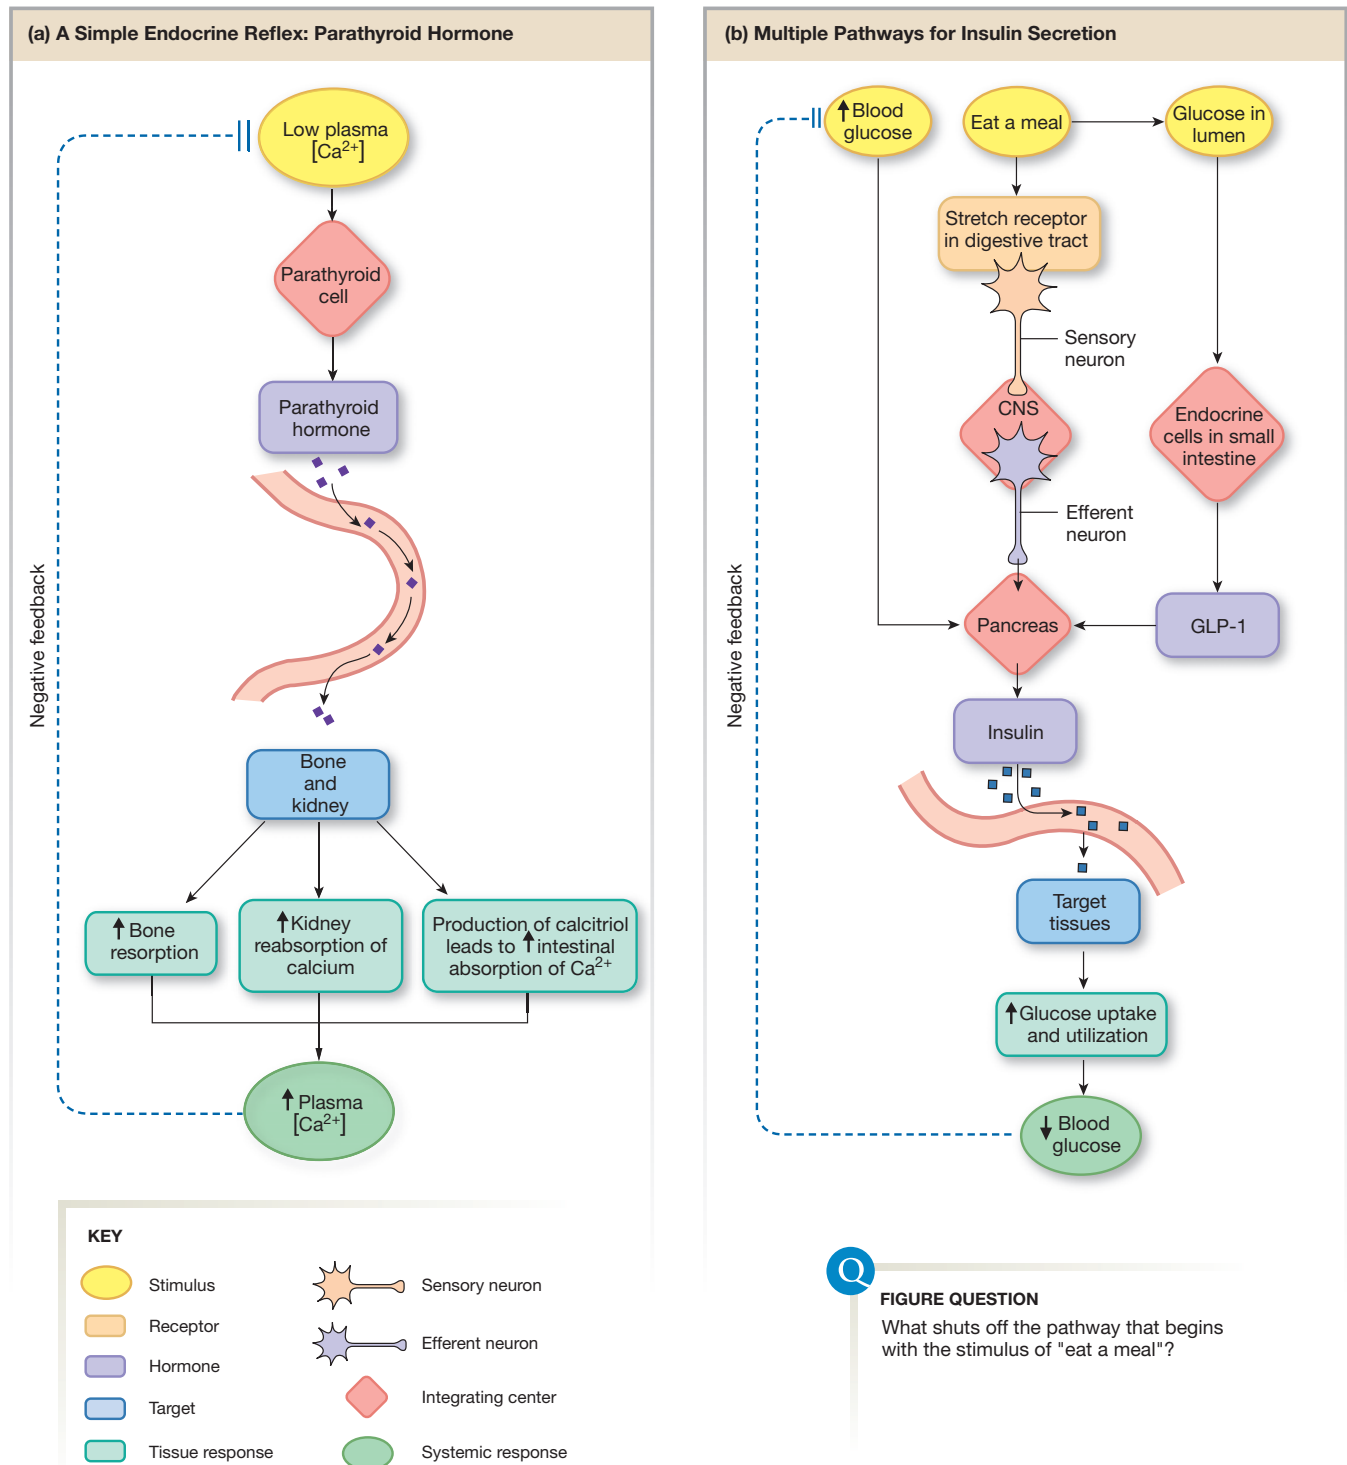 (a) A Simple Endocrine Reflex: Parathyroid Hormone
Low plasma
[Ca2+]
Parathyroid
cell
Parathyroid
hormone
Negative feedback
Bone
and
kidney
↑ Bone
resorption
↑ Kidney
reabsorption of
calcium
Production of calcitriol
leads to ↑ intestinal
absorption of Ca2+
↑ Plasma
[Ca2+]
KEY
Stimulus
Receptor
Hormone
Target
Tissue response
Sensory neuron
Efferent neuron
Integrating center
Systemic response
(b) Multiple Pathways for Insulin Secretion
↑ Blood
glucose
Eat a meal
Glucose in
lumen
Stretch receptor
in digestive tract
Sensory
neuron
CNS
Endocrine
cells in small
intestine
Efferent
neuron
Pancreas
GLP-1
Negative feedback
Insulin
Target
tissues
↑ Glucose uptake
and utilization
↓ Blood
glucose
Q
FIGURE QUESTION
What shuts off the pathway that begins
with the stimulus of "eat a meal"?